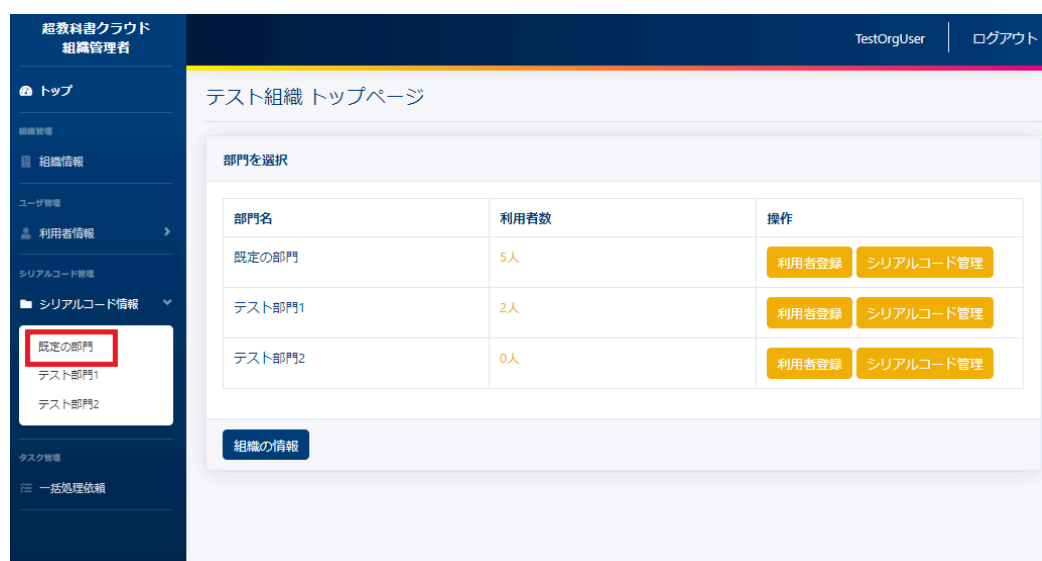 超教科書クラウド
組織管理者
TestOrgUser
ログアウト
トップ
テスト組織 トップページ
組織管理
組織情報
部門を選択
ユーザ管理
利用者情報
部門名 利用者数 操作
既定の部門 5人 利用者登録 シリアルコード管理
シリアルコード管理
シリアルコード情報
テスト部門1 2人 利用者登録 シリアルコード管理
既定の部門
テスト部門1
テスト部門2
テスト部門2 0人 利用者登録 シリアルコード管理
組織の情報
タスク管理
一括処理依頼